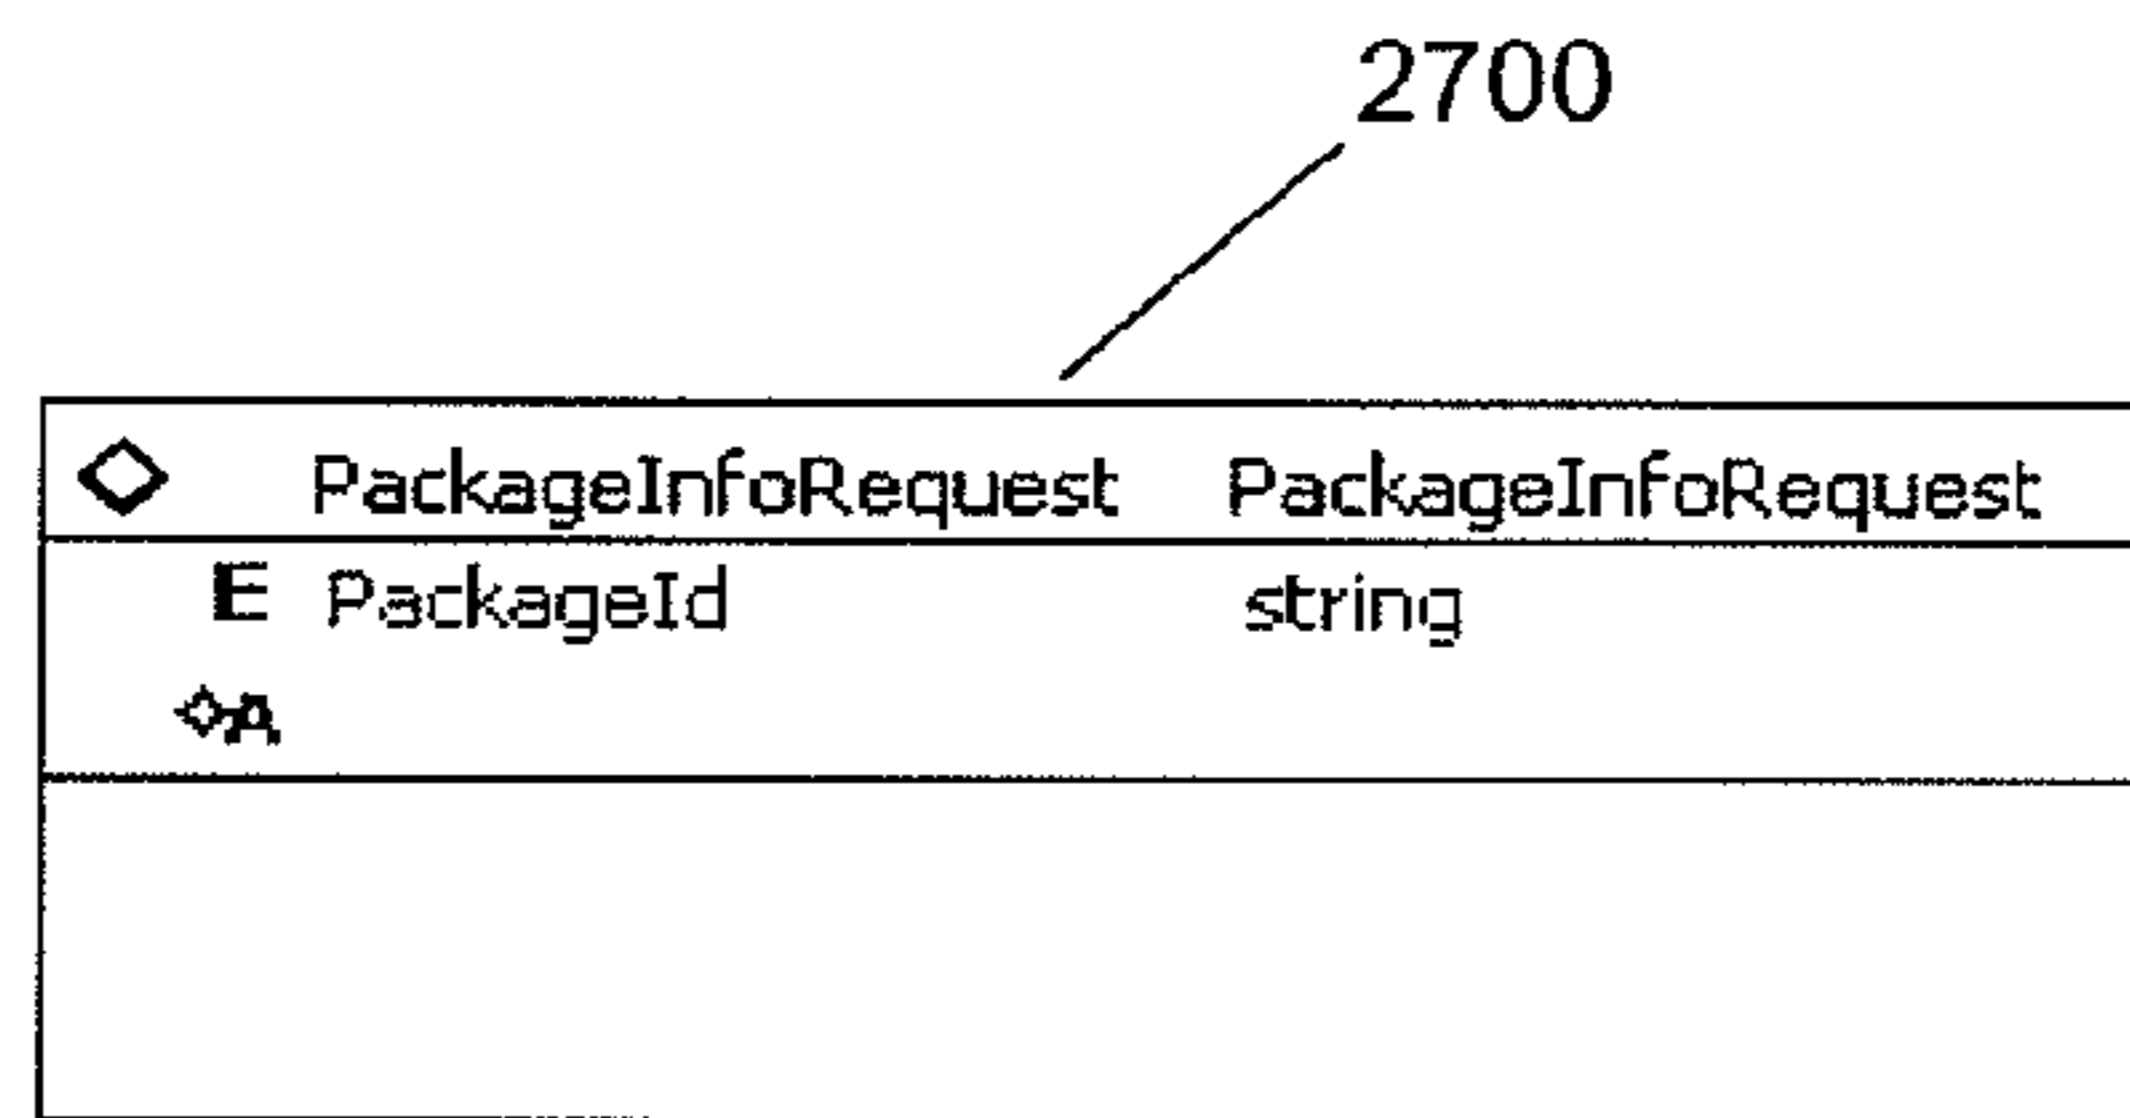 2700
PackageInfoRequest PackageInfoRequest
E PackageId string
A